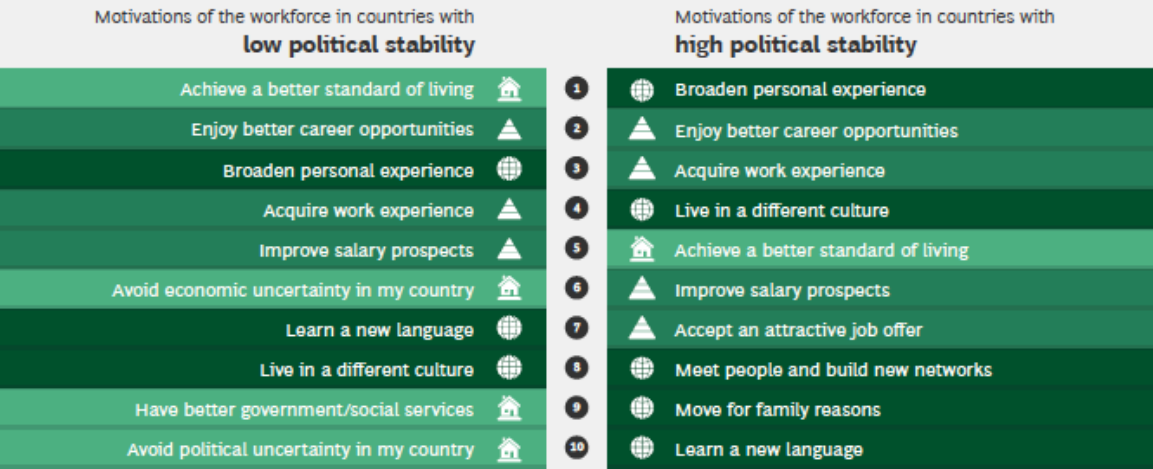 Motivations of the workforce in countries with
low political stability
Motivations of the workforce in countries with
high political stability
Achieve a better standard of living 1 Broaden personal experience
Enjoy better career opportunities 2 Enjoy better career opportunities
Broaden personal experience 3 Acquire work experience
Acquire work experience 4 Live in a different culture
Improve salary prospects 5 Achieve a better standard of living
Avoid economic uncertainty in my country 6 Improve salary prospects
Learn a new language 7 Accept an attractive job offer
Live in a different culture 8 Meet people and build new networks
Have better government/social services 9 Move for family reasons
Avoid political uncertainty in my country 10 Learn a new language